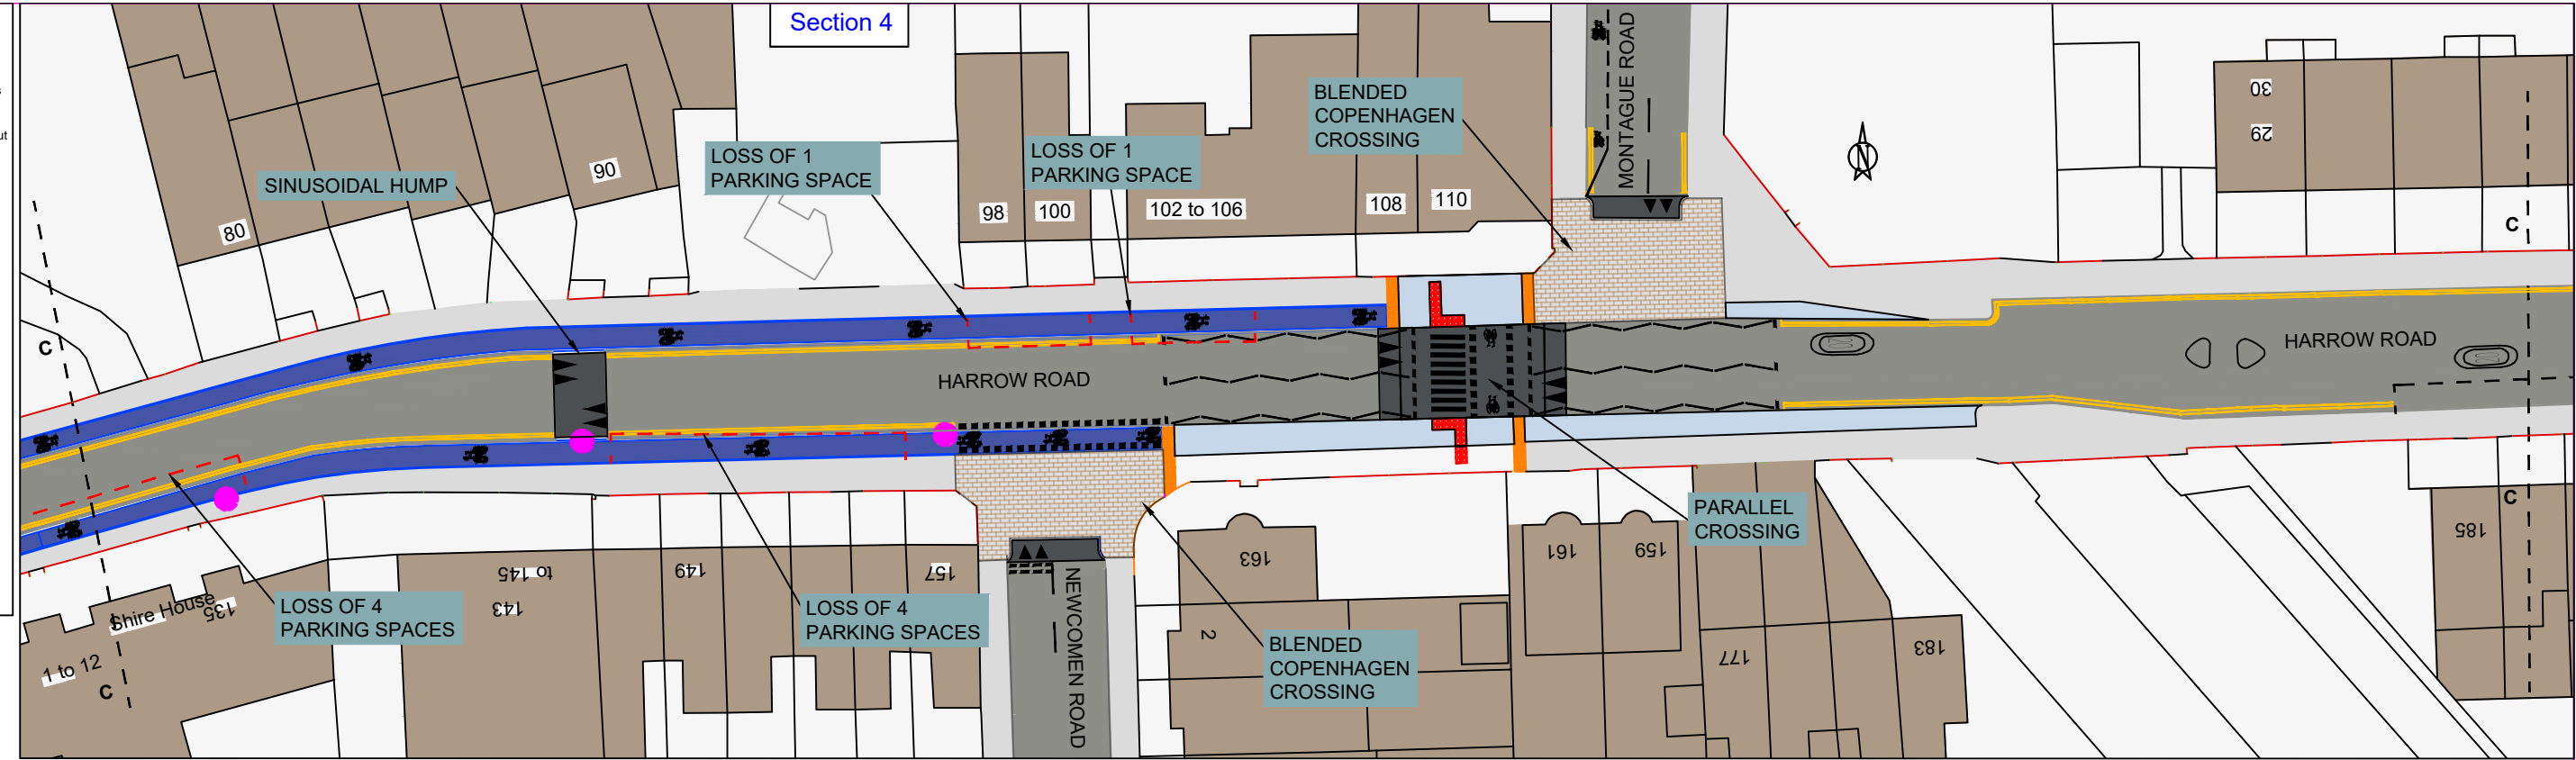 Section 4
BLENDED
COPENHAGEN
CROSSING
MONTAGUE ROAD
30
29
LOSS OF 1
PARKING SPACE
LOSS OF 1
PARKING SPACE
SINUSOIDAL HUMP
90
80
98
100
102 to 106
108
110
N
C
C
HARROW ROAD
HARROW ROAD
C
C
PARALLEL
CROSSING
185
163
161
159
157
149
to 145
143
135
Shire House
1 to 12
LOSS OF 4
PARKING SPACES
LOSS OF 4
PARKING SPACES
NEWCOMEN ROAD
2
BLENDED
COPENHAGEN
CROSSING
177
183